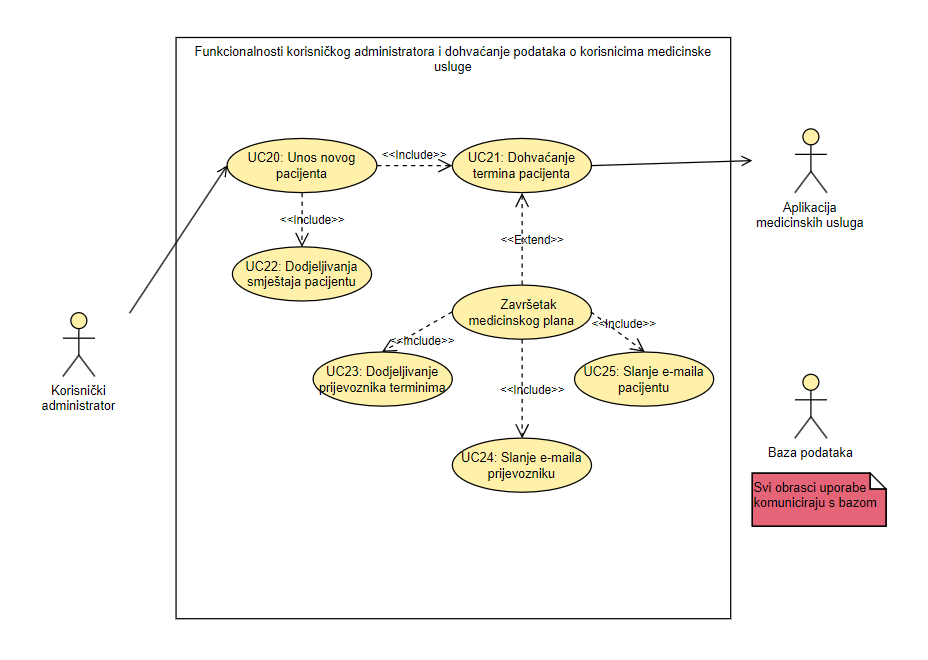 Funkcionalnosti korisničkog administratora i dohvaćanje podataka o korisnicima medicinske
usluge
UC20: Unos novog
pacijenta
<<Include>>
UC21: Dohvaćanje
termina pacijenta
Aplikacija
medicinskih usluga
<<Include>>
<<Extend>>
UC22: Dodjeljivanja
smještaja pacijentu
Završetak
medicinskog plana
<<Include>>
<<Include>>
Korisnički
administrator
UC23: Dodjeljivanje
prijevoznika terminima
<<Include>>
UC25: Slanje e-maila
pacijentu
UC24: Slanje e-maila
prijevozniku
Baza podataka
Svi obrasci uporabe
komuniciraju s bazom